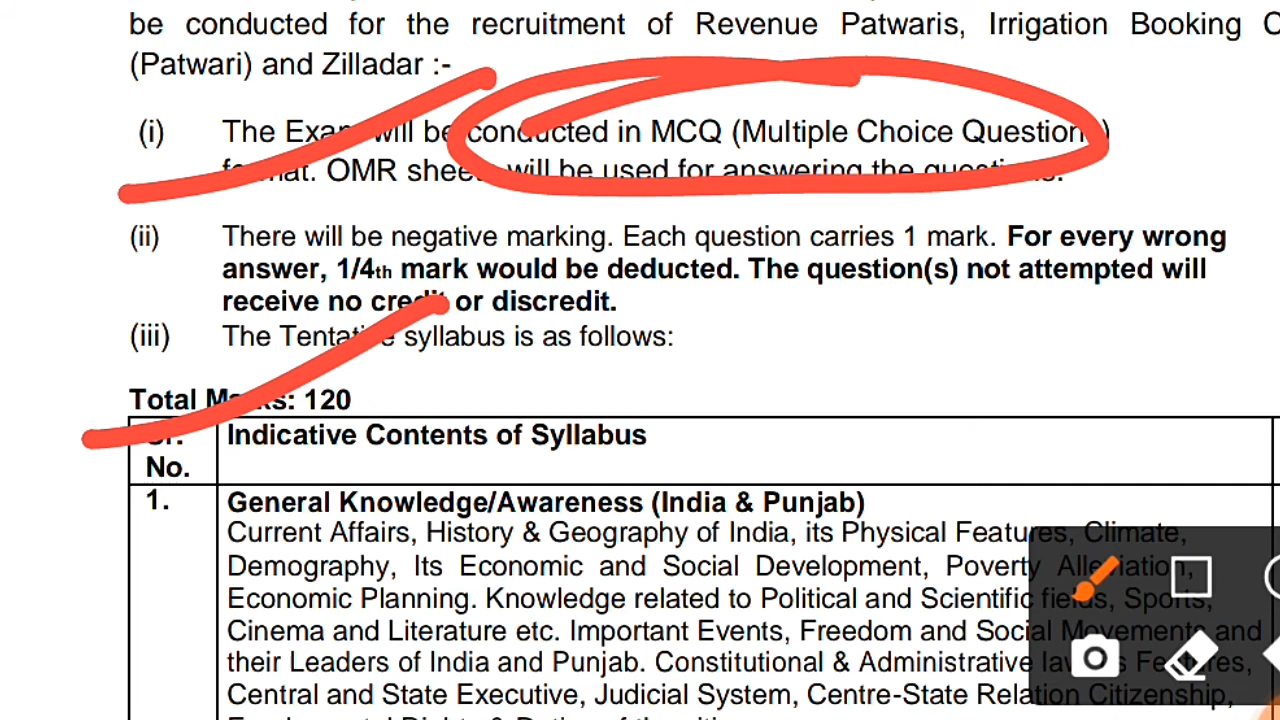 be conducted for the recruitment of Revenue Patwaris, Irrigation Booking C
(Patwari) and Zilladar :-
(i) The Exam will be conducted in MCQ (Multiple Choice Question)
format. OMR sheets will be used for answering the questions.
(ii) There will be negative marking. Each question carries 1 mark. For every wrong
answer, 1/4th mark would be deducted. The question(s) not attempted will
receive no credit or discredit.
(iii) The Tentative syllabus is as follows:
Total Marks: 120
Sr. Indicative Contents of Syllabus
No.
1. General Knowledge/Awareness (India & Punjab)
Current Affairs, History & Geography of India, its Physical Features, Climate,
Demography, Its Economic and Social Development, Poverty Alleviation,
Economic Planning. Knowledge related to Political and Scientific fields, Sports,
Cinema and Literature etc. Important Events, Freedom and Social Movements and
their Leaders of India and Punjab. Constitutional & Administrative Features,
Central and State Executive, Judicial System, Centre-State Relation Citizenship,